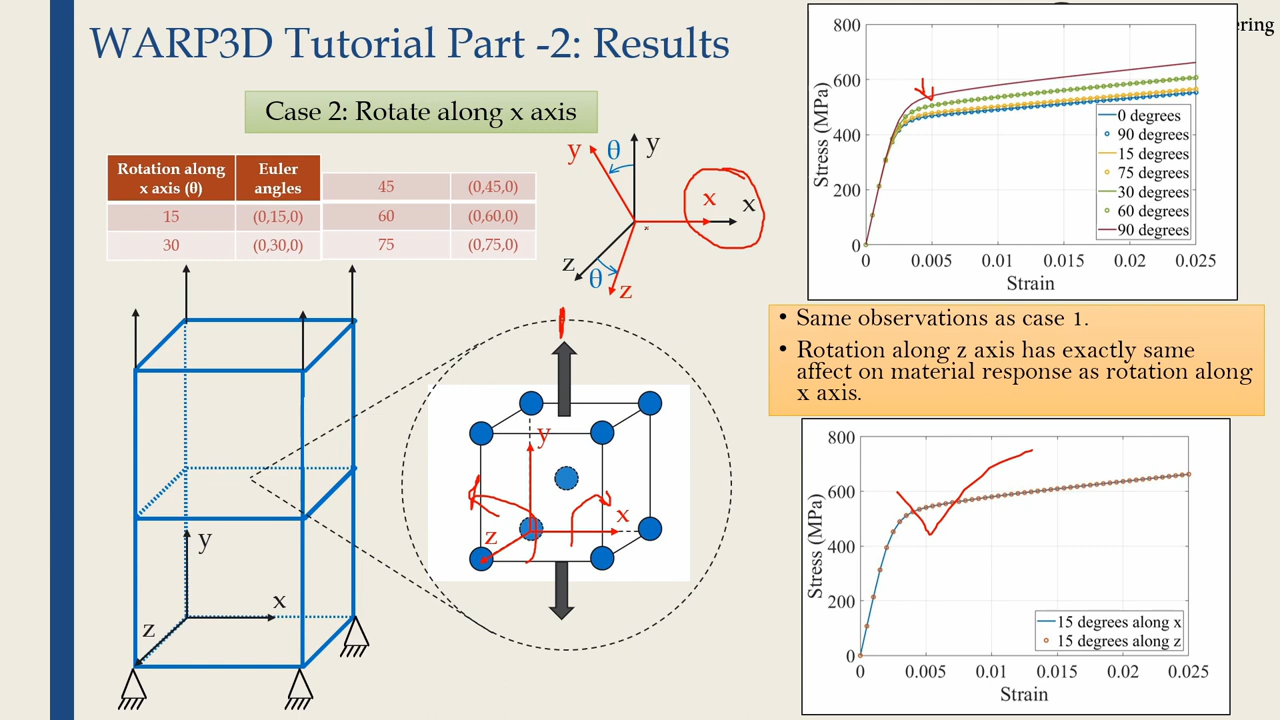 WARP3D Tutorial Part -2: Results
ering
Case 2: Rotate along x axis
Rotation along x axis (θ) Euler angles
15 (0,15,0)
30 (0,30,0)
45 (0,45,0)
60 (0,60,0)
75 (0,75,0)
y θ y
x x
z θ z
y
z x
y
z x
800
600
400
200
0
Stress (MPa)
0 degrees
90 degrees
15 degrees
75 degrees
30 degrees
60 degrees
90 degrees
0 0.005 0.01 0.015 0.02 0.025
Strain
• Same observations as case 1.
• Rotation along z axis has exactly same
affect on material response as rotation along
x axis.
800
600
400
200
0
Stress (MPa)
15 degrees along x
15 degrees along z
0 0.005 0.01 0.015 0.02 0.025
Strain